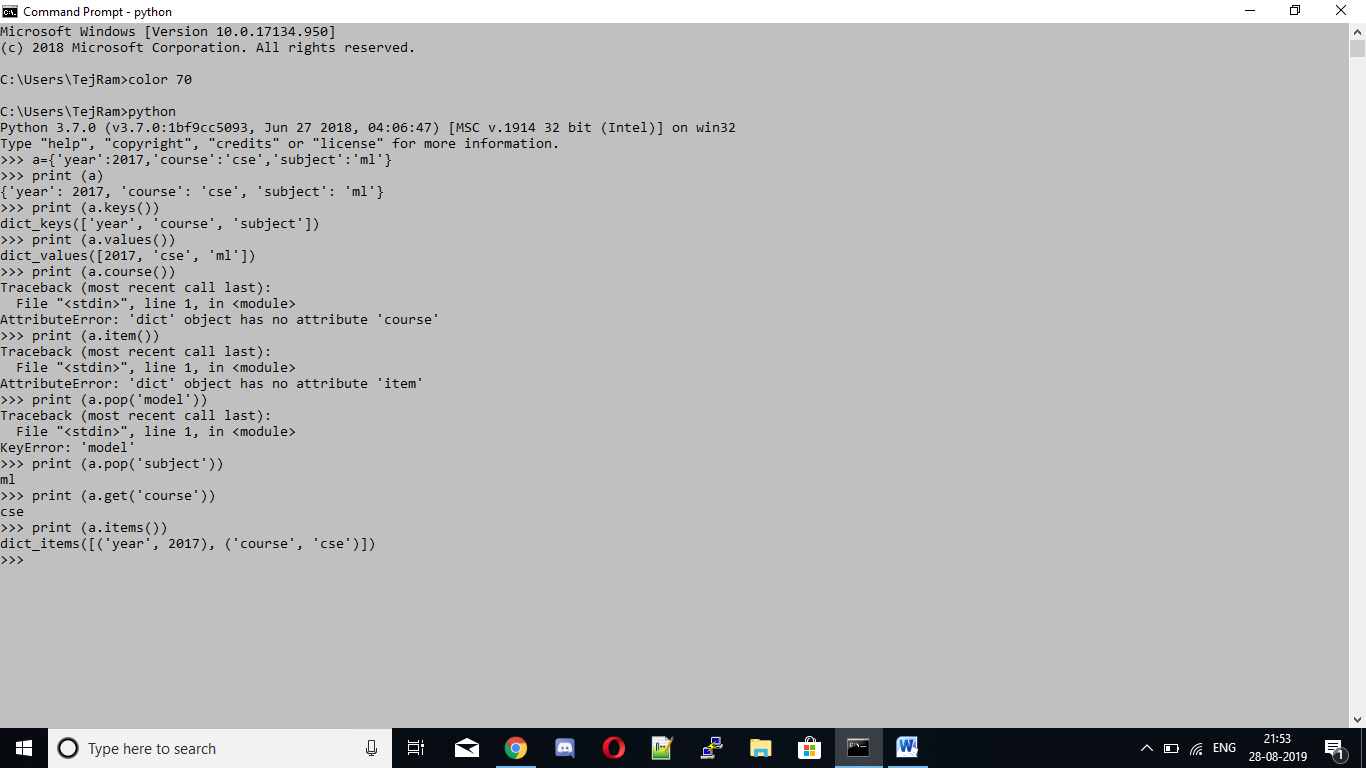 Command Prompt - python
Microsoft Windows [Version 10.0.17134.950]
(c) 2018 Microsoft Corporation. All rights reserved.
C:\Users\TejRam>color 70
C:\Users\TejRam>python
Python 3.7.0 (v3.7.0:1bf9cc5093, Jun 27 2018, 04:06:47) [MSC v.1914 32 bit (Intel)] on win32
Type "help", "copyright", "credits" or "license" for more information.
>>> a={'year':2017,'course':'cse','subject':'ml'}
>>> print (a)
{'year': 2017, 'course': 'cse', 'subject': 'ml'}
>>> print (a.keys())
dict_keys(['year', 'course', 'subject'])
>>> print (a.values())
dict_values([2017, 'cse', 'ml'])
>>> print (a.course())
Traceback (most recent call last):
  File "<stdin>", line 1, in <module>
AttributeError: 'dict' object has no attribute 'course'
>>> print (a.item())
Traceback (most recent call last):
  File "<stdin>", line 1, in <module>
AttributeError: 'dict' object has no attribute 'item'
>>> print (a.pop('model'))
Traceback (most recent call last):
  File "<stdin>", line 1, in <module>
KeyError: 'model'
>>> print (a.pop('subject'))
ml
>>> print (a.get('course'))
cse
>>> print (a.items())
dict_items([('year', 2017), ('course', 'cse')])
>>>
Type here to search
ENG
21:53
28-08-2019
1